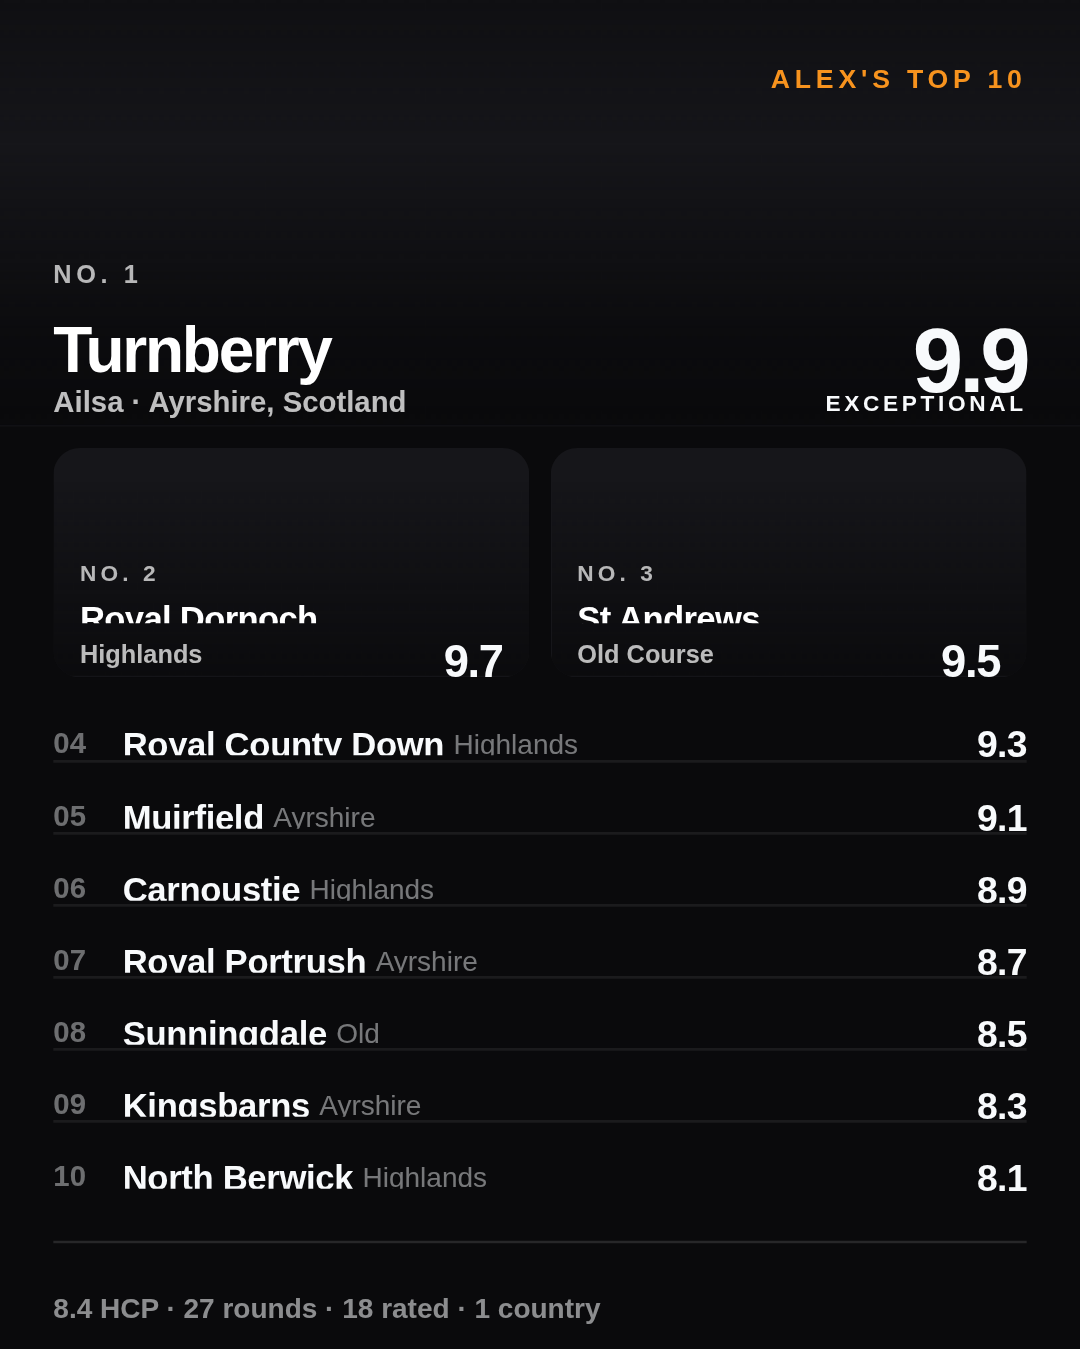 ALEX'S TOP 10
NO. 1
Turnberry
9.9
Ailsa · Ayrshire, Scotland
EXCEPTIONAL
NO. 2
Royal Dornoch
Highlands
9.7
NO. 3
St Andrews
Old Course
9.5
04 Royal County Down Highlands 9.3
05 Muirfield Ayrshire 9.1
06 Carnoustie Highlands 8.9
07 Royal Portrush Ayrshire 8.7
08 Sunningdale Old 8.5
09 Kingsbarns Ayrshire 8.3
10 North Berwick Highlands 8.1
8.4 HCP · 27 rounds · 18 rated · 1 country